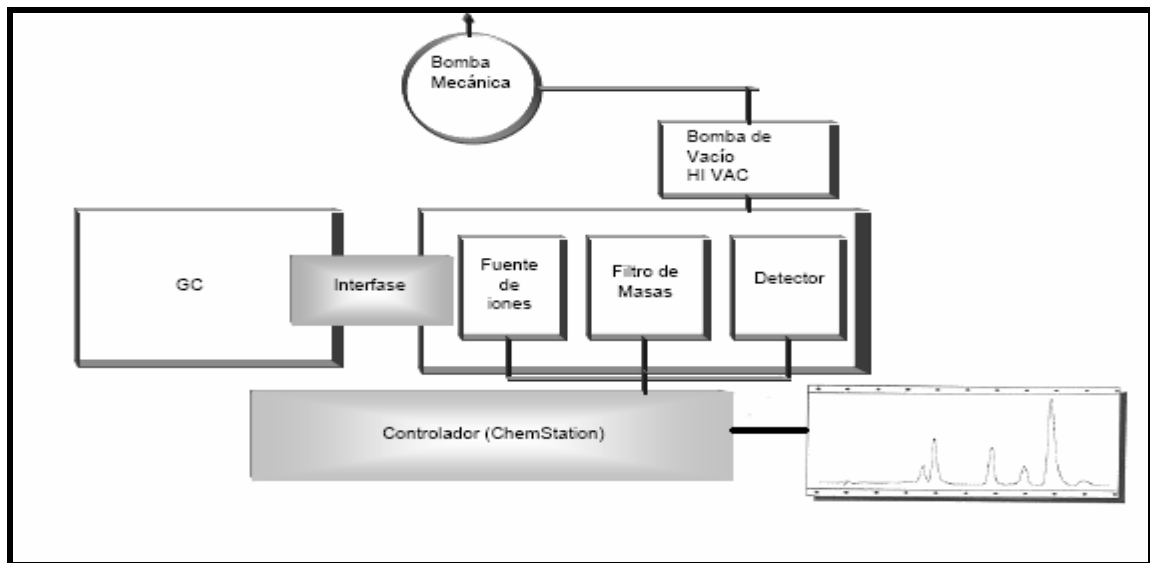 Bomba
Mecánica
Bomba de
Vacío
HI VAC
GC
Interfase
Fuente
de
iones
Filtro de
Masas
Detector
Controlador (ChemStation)